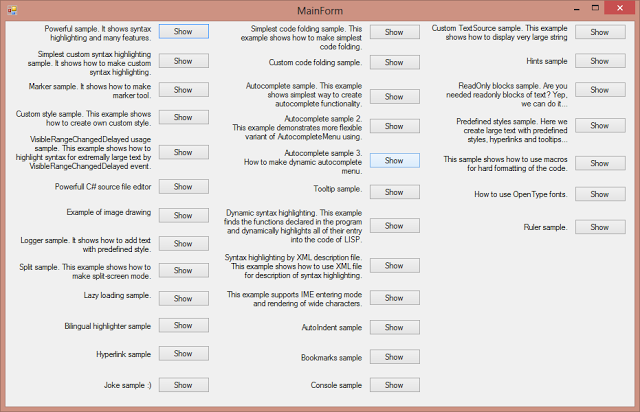 MainForm
Powerful sample. It shows syntax
highlighting and many features.
Show
Simplest custom syntax highlighting
sample. It shows how to make custom
syntax highlighting.
Show
Marker sample. It shows how to make
marker tool.
Show
Custom style sample. This example
shows how to create own custom style.
Show
VisibleRangeChangedDelayed usage
sample. This example shows how to
highlight syntax for extremally large text by
VisibleRangeChangedDelayed event.
Show
Powerfull C# source file editor
Show
Example of image drawing
Show
Logger sample. It shows how to add text
with predefined style.
Show
Split sample. This example shows how to
make split-screen mode.
Show
Lazy loading sample.
Show
Bilingual highlighter sample
Show
Hyperlink sample
Show
Joke sample :)
Show
Simplest code folding sample. This
example shows how to make simplest
code folding.
Show
Custom code folding sample.
Show
Autocomplete sample. This example
shows simplest way to create
autocomplete functionality.
Show
Autocomplete sample 2.
This example demonstrates more flexible
variant of AutocompleteMenu using.
Show
Autocomplete sample 3.
How to make dynamic autocomplete
menu.
Show
Tooltip sample.
Show
Dynamic syntax highlighting. This example
finds the functions declared in the program
and dynamically highlights all of their entry
into the code of LISP.
Show
Syntax highlighting by XML description file.
This example shows how to use XML file
for description of syntax highlighting.
Show
This example supports IME entering mode
and rendering of wide characters.
Show
AutoIndent sample
Show
Bookmarks sample
Show
Console sample
Show
Custom TextSource sample. This example
shows how to display very large string
Show
Hints sample
Show
ReadOnly blocks sample. Are you
needed readonly blocks of text? Yep,
we can do it...
Show
Predefined styles sample. Here we
create large text with predefined
styles, hyperlinks and tooltips...
Show
This sample shows how to use macros
for hard formatting of the code.
Show
How to use OpenType fonts.
Show
Ruler sample.
Show